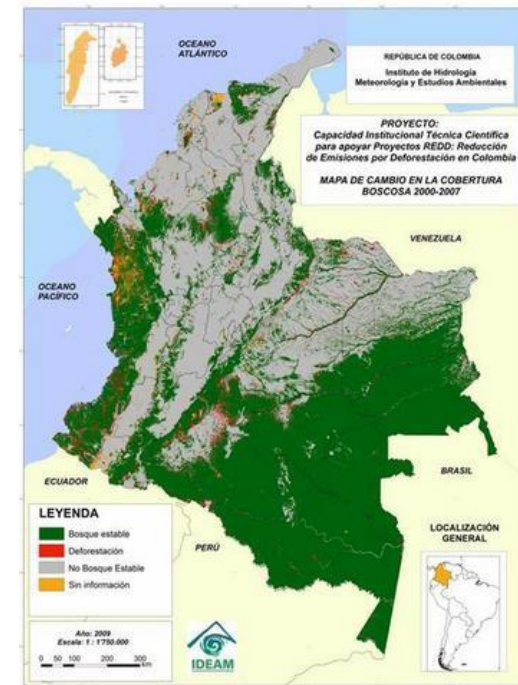 OCEANO
ATLÁNTICO
REPÚBLICA DE COLOMBIA
Instituto de Hidrología
Meteorología y Estudios Ambientales
PROYECTO:
Capacidad Institucional Técnica Científica
para apoyar Proyectos REDD: Reducción
de Emisiones por Deforestación en Colombia
MAPA DE CAMBIO EN LA COBERTURA
BOSCOSA 2000-2007
VENEZUELA
OCEANO
PACÍFICO
ECUADOR
BRASIL
PERÚ
LEYENDA
Bosque estable
Deforestación
No Bosque Estable
Sin información
LOCALIZACIÓN
GENERAL
Año: 2009
Escala: 1 : 1'750.000
0 50 100 200 300
km
IDEAM